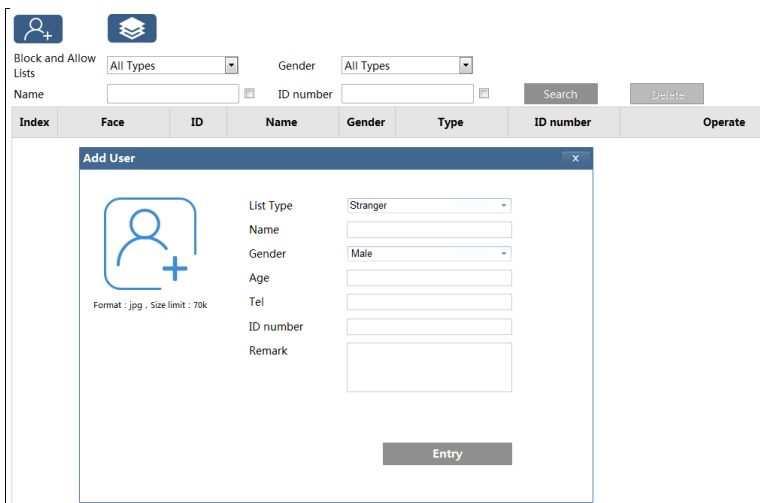 Block and Allow All Types Gender All Types
Lists
Name ID number Search Delete
Index Face ID Name Gender Type ID number Operate
Add User x
List Type Stranger
Name
Gender Male
Age
Format : jpg , Size limit : 70k
Tel
ID number
Remark
Entry